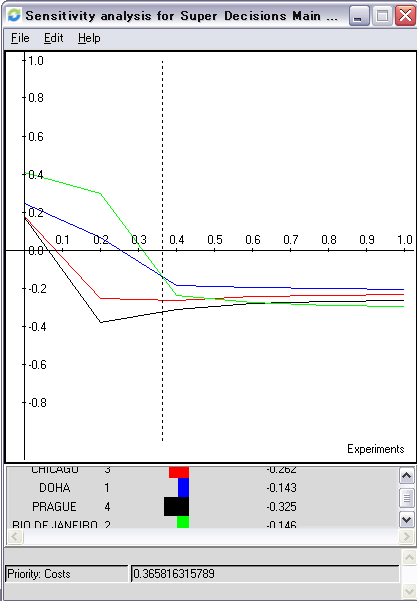 Sensitivity analysis for Super Decisions Main ...
File Edit Help
1.0
0.8
0.6
0.4
0.2
0.1 0.2 0.3 0.4 0.5 0.6 0.7 0.8 0.9 1.0
0.0
-0.2
-0.4
-0.6
-0.8
Experiments
CHICAGO 3 -0.262
DOHA 1 -0.143
PRAGUE 4 -0.325
RIO DE JANEIRO 2 -0.146
Priority: Costs 0.365816315789